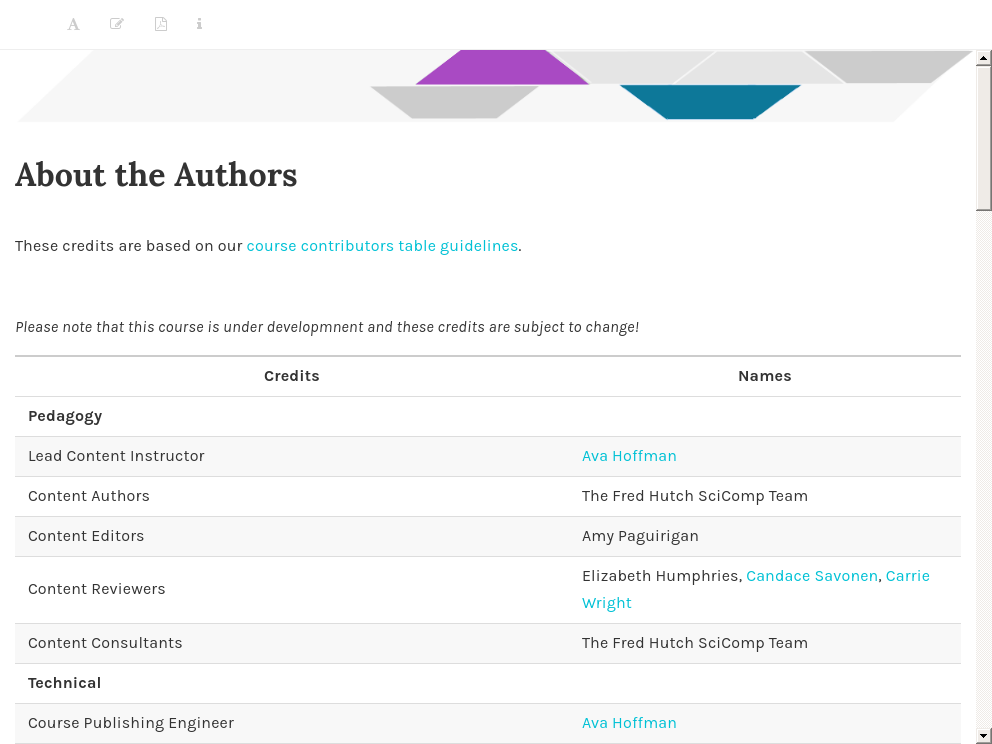 About the Authors
These credits are based on our course contributors table guidelines.
Please note that this course is under developmnent and these credits are subject to change!
Credits Names
Pedagogy
Lead Content Instructor Ava Hoffman
Content Authors The Fred Hutch SciComp Team
Content Editors Amy Paguirigan
Content Reviewers Elizabeth Humphries, Candace Savonen, Carrie
Wright
Content Consultants The Fred Hutch SciComp Team
Technical
Course Publishing Engineer Ava Hoffman